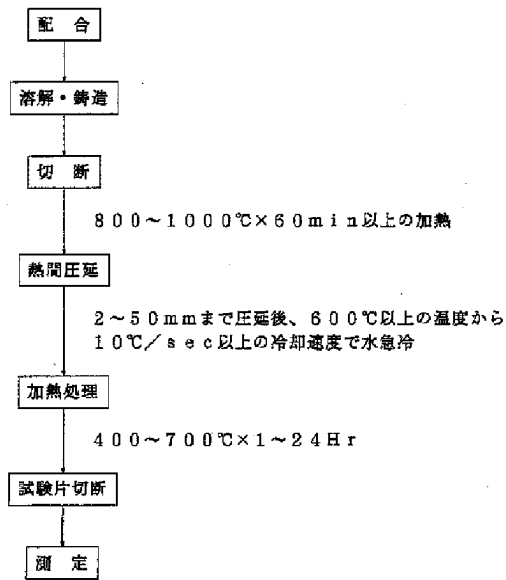 配　合
溶解・鋳造
切　断
８００～１０００℃×６０ｍｉｎ以上の加熱
熱間圧延
２～５０mmまで圧延後、６００℃以上の温度から
１０℃／ｓｅｃ以上の冷却速度で水急冷
加熱処理
４００～７００℃×１～２４Ｈｒ
試験片切断
測　定